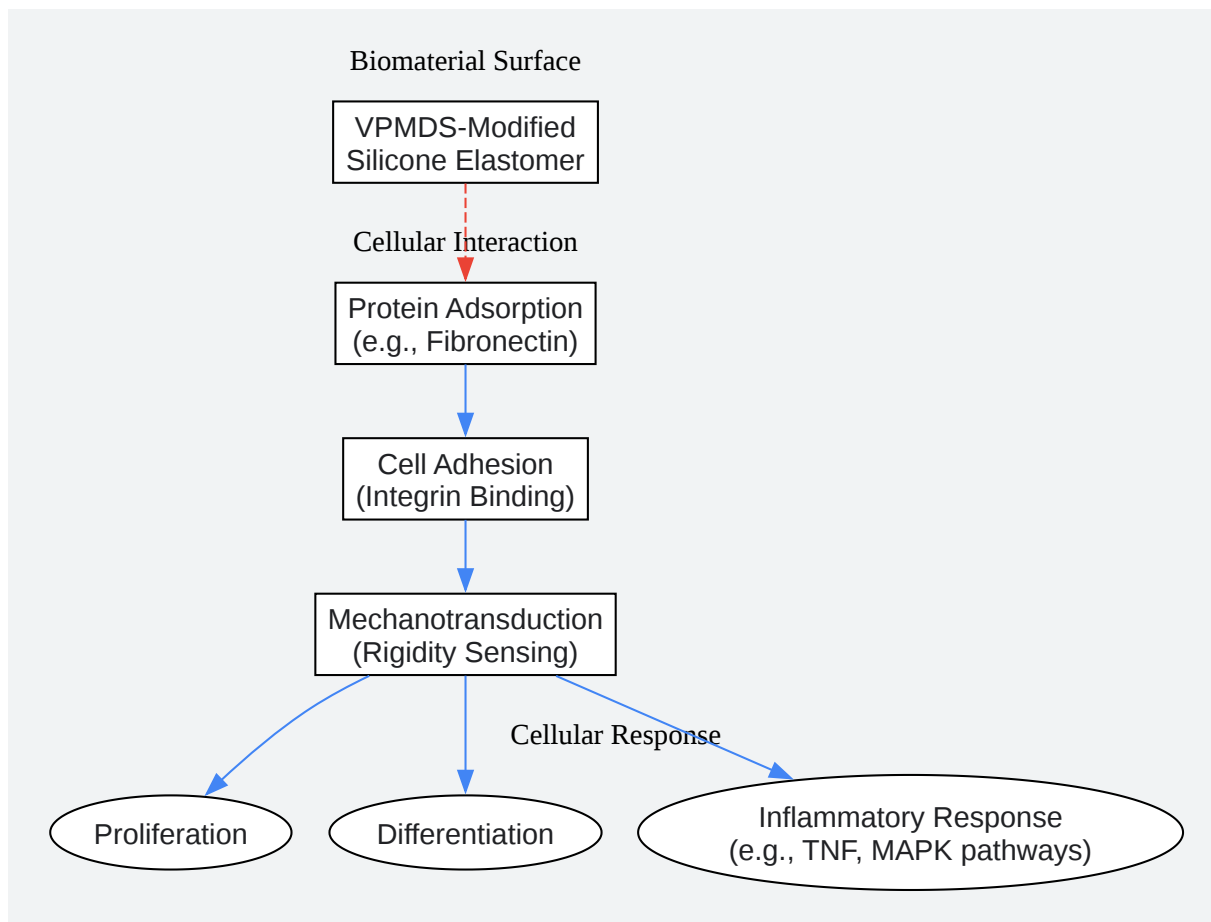 Biomaterial Surface
VPMDS-Modified
Silicone Elastomer
Cellular Interaction
Protein Adsorption
(e.g., Fibronectin)
Cell Adhesion
(Integrin Binding)
Mechanotransduction
(Rigidity Sensing)
Cellular Response
Proliferation
Differentiation
Inflammatory Response
(e.g., TNF, MAPK pathways)